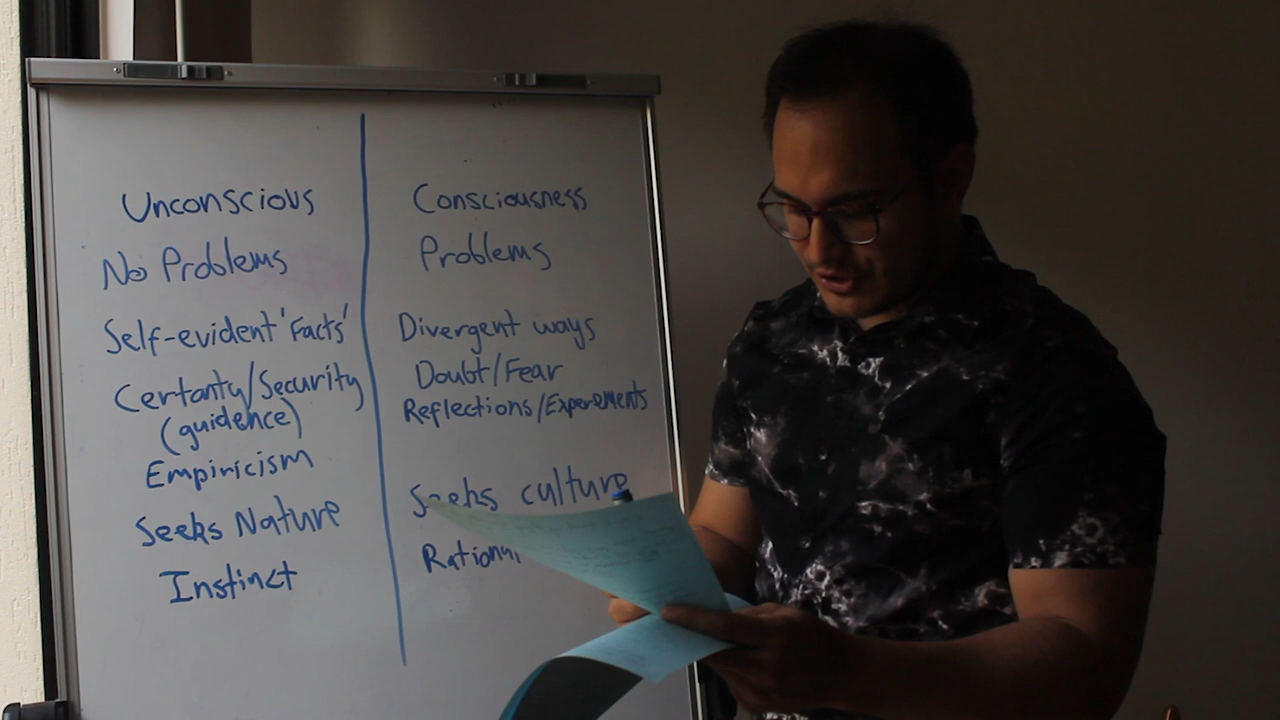 Unconscious
No Problems
Self-evident 'Facts'
Certanty/Security
(guidence)
Empiricism
Seeks Nature
Instinct
Consciousness
Problems
Divergent ways
Doubt/Fear
Reflections/Experements
Seeks culture